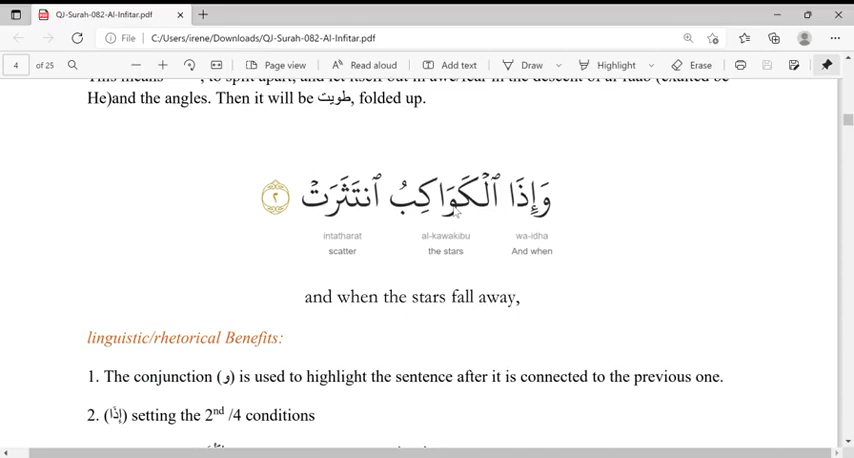 QJ-Surah-082-Al-Infitar.pdf
File C:/Users/irene/Downloads/QJ-Surah-082-Al-Infitar.pdf
4 of 25 Page view Read aloud Add text Draw Highlight Erase
He)and the angles. Then it will be طويت, folded up.
وَإِذَا ٱلْكَوَاكِبُ ٱنتَثَرَتْ ٢
intatharat al-kawakibu wa-idha
scatter the stars And when
and when the stars fall away,
linguistic/rhetorical Benefits:
1. The conjunction (و) is used to highlight the sentence after it is connected to the previous one.
2. (إِذَا) setting the 2nd /4 conditions